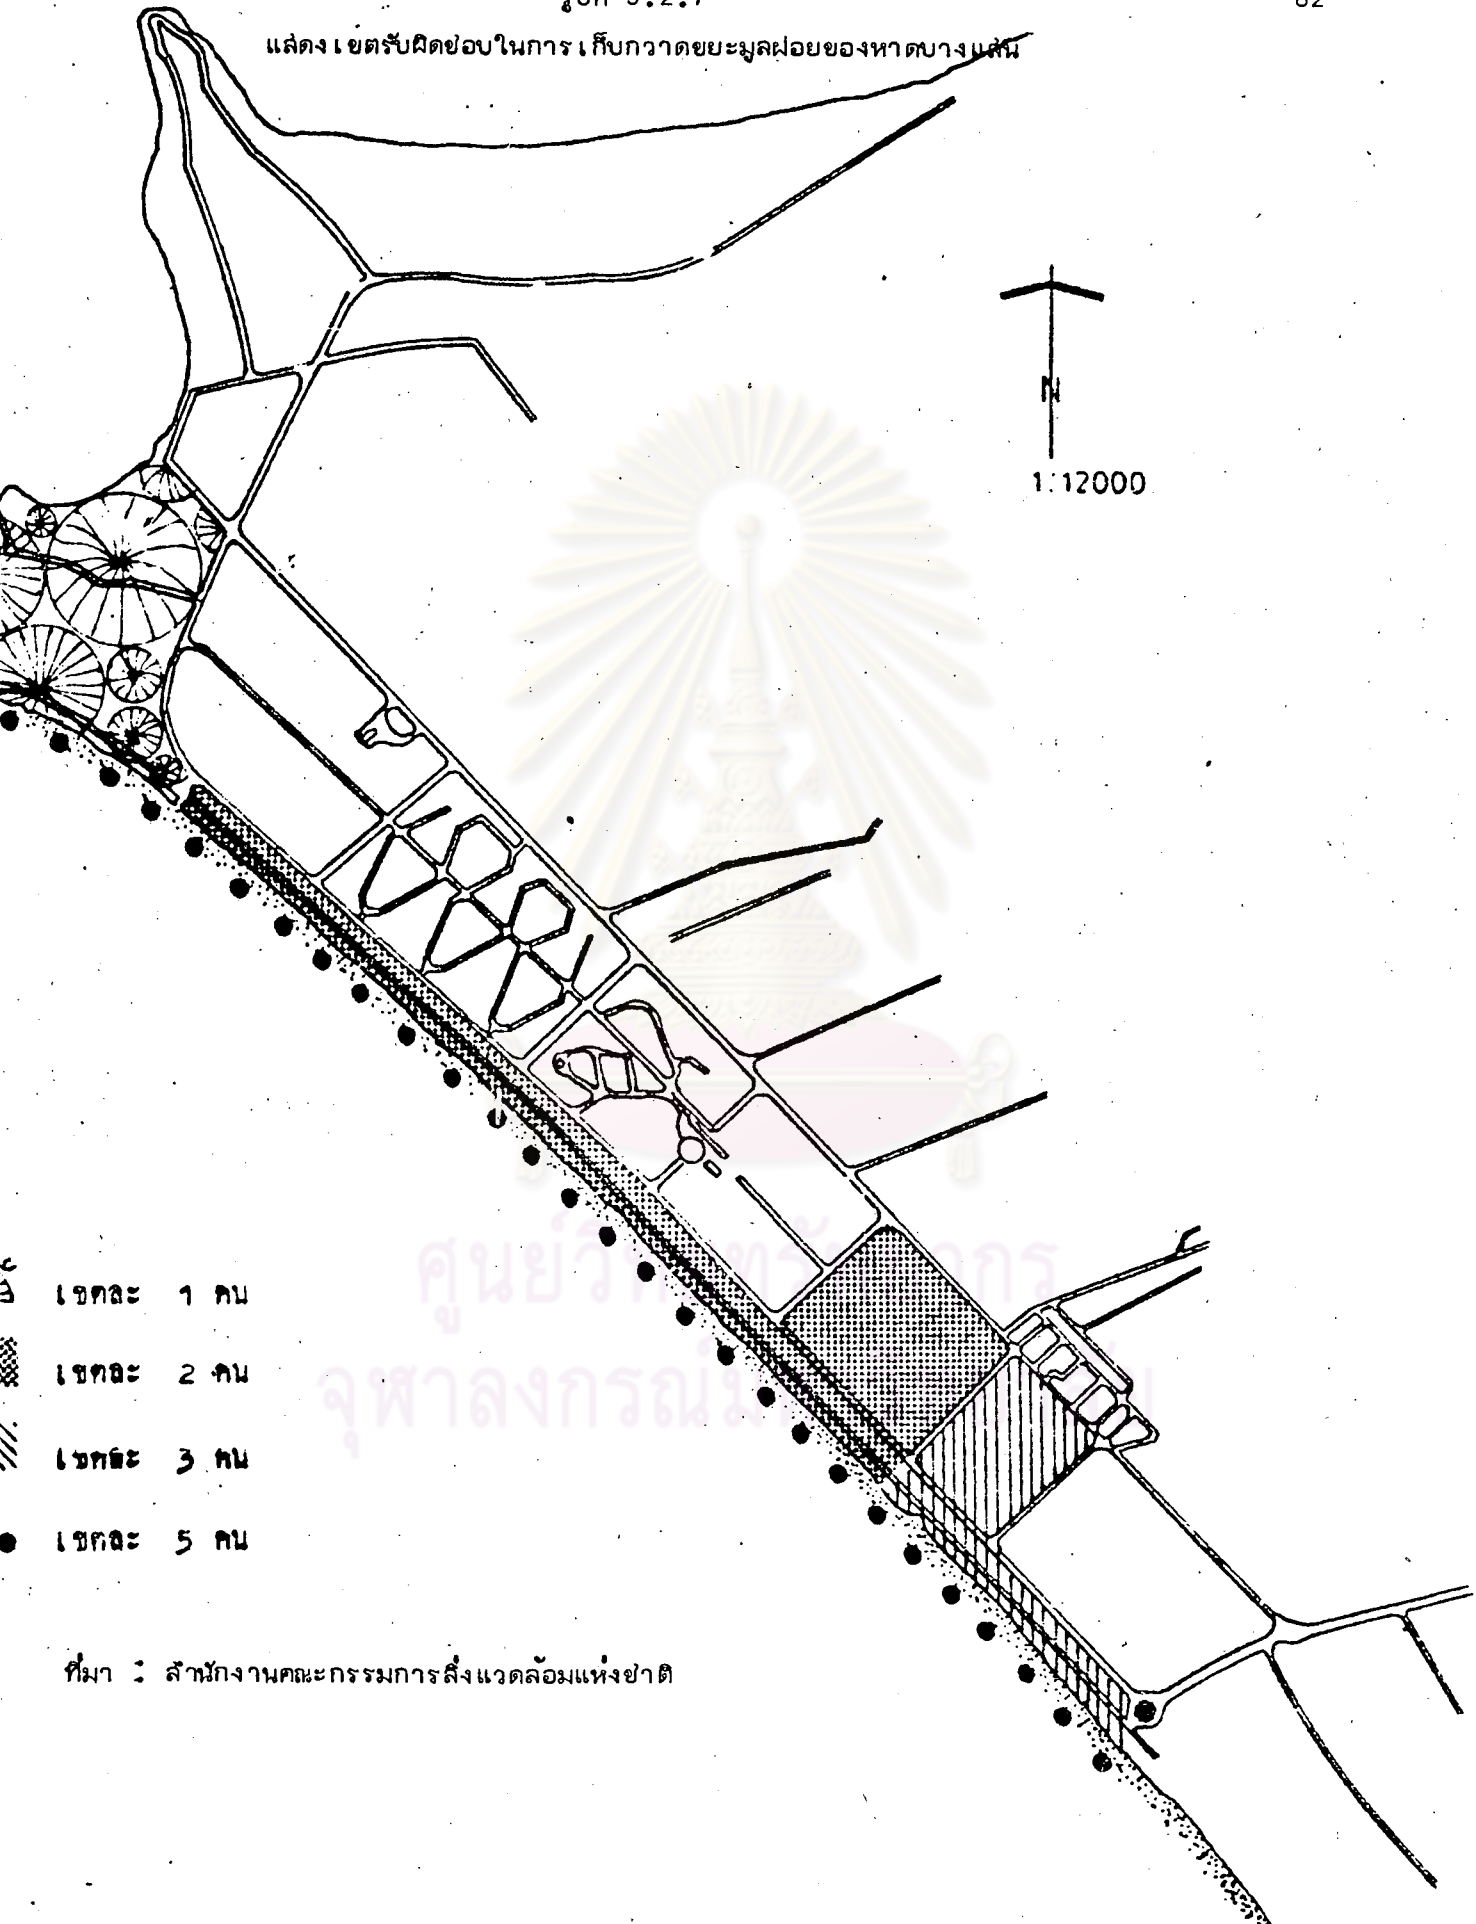 82
แสดงเขตรับผิดชอบในการเก็บกวาดขยะมูลฝอยของหาดบางแสน
N
1:12000
เขตละ 1 คน
เขตละ 2 คน
เขตละ 3 คน
เขตละ 5 คน
ที่มา : สำนักงานคณะกรรมการสิ่งแวดล้อมแห่งชาติ